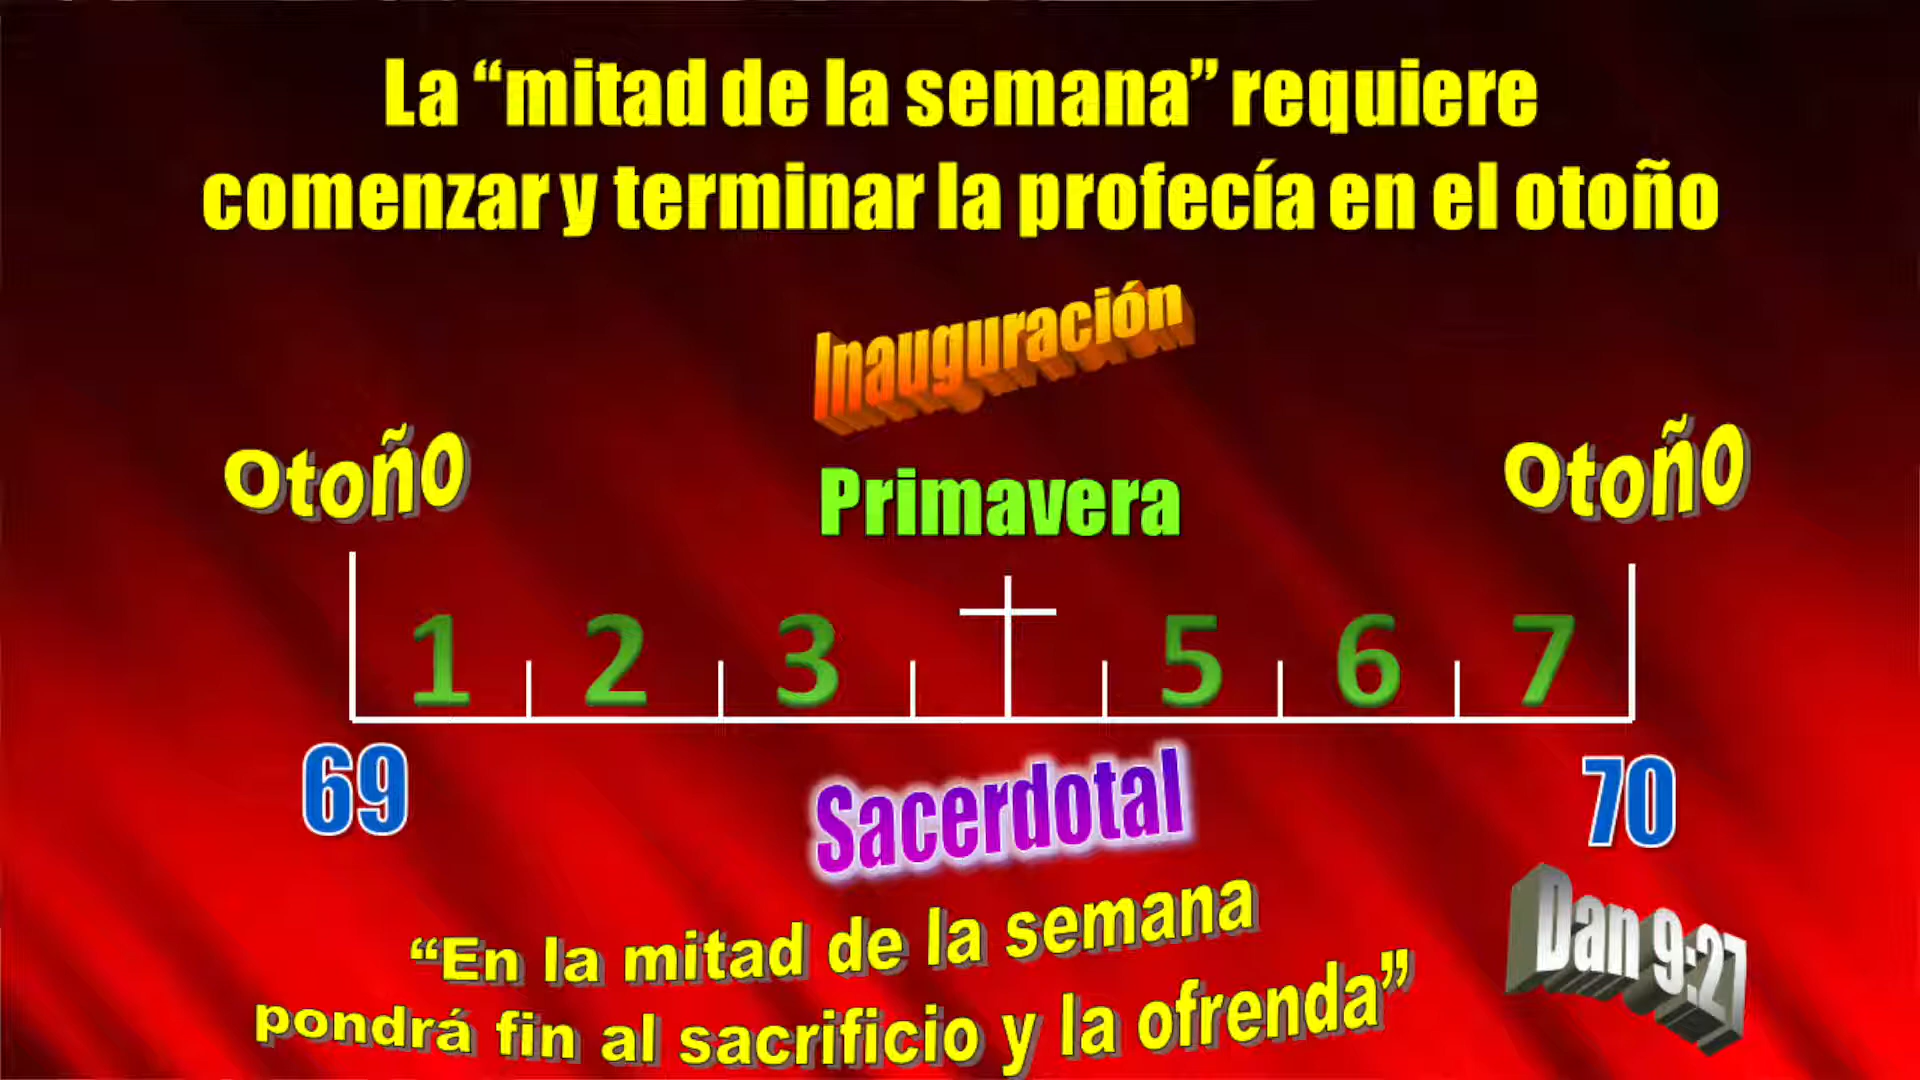 La “mitad de la semana” requiere
comenzar y terminar la profecía en el otoño
Inauguración
Otoño
Primavera
Otoño
1 2 3 5 6 7
69
Sacerdotal
70
“En la mitad de la semana
pondrá fin al sacrificio y la ofrenda”
Dan 9:27